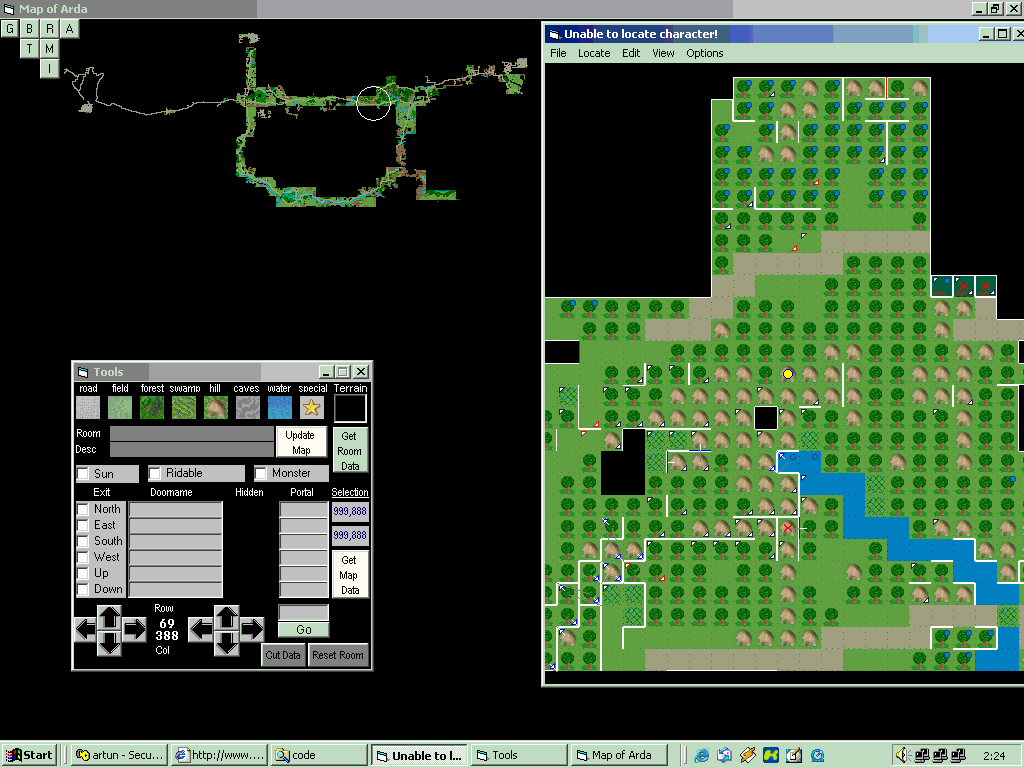 Map of Arda
G B R A
T M
I
Unable to locate character!
File Locate Edit View Options
Tools
road field forest swamp hill caves water special Terrain
Room
Desc
Update Map
Get Room Data
Sun Ridable Monster
Exit Doorname Hidden Portal Selection
North
East
South
West
Up
Down
999,888
999,888
Get Map Data
Row
69
388
Col
Go
Cut Data Reset Room
Start artun - Secu... http://www.... code Unable to l... Tools Map of Arda 2:24